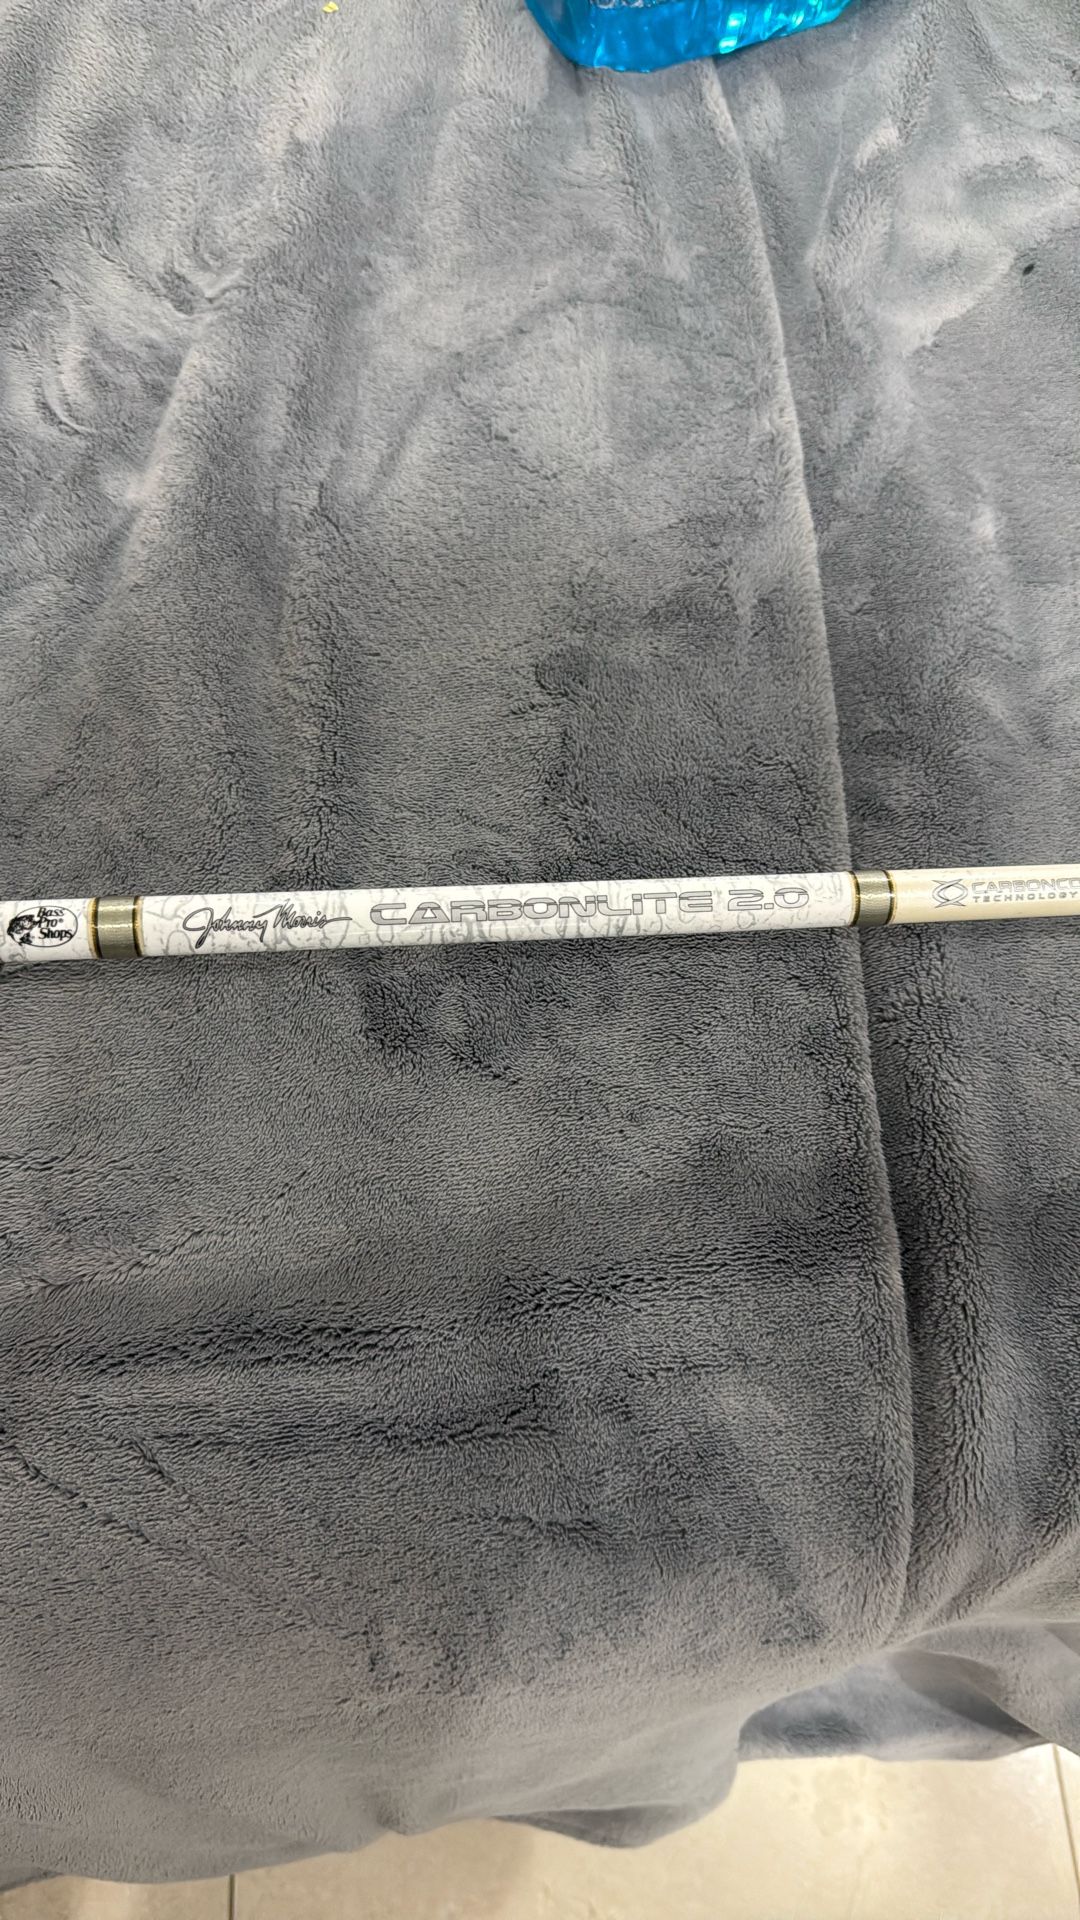 Bass
Pro®
Shops
Johnny Morris
CARBONLITE 2.0
TECHNOLOGY